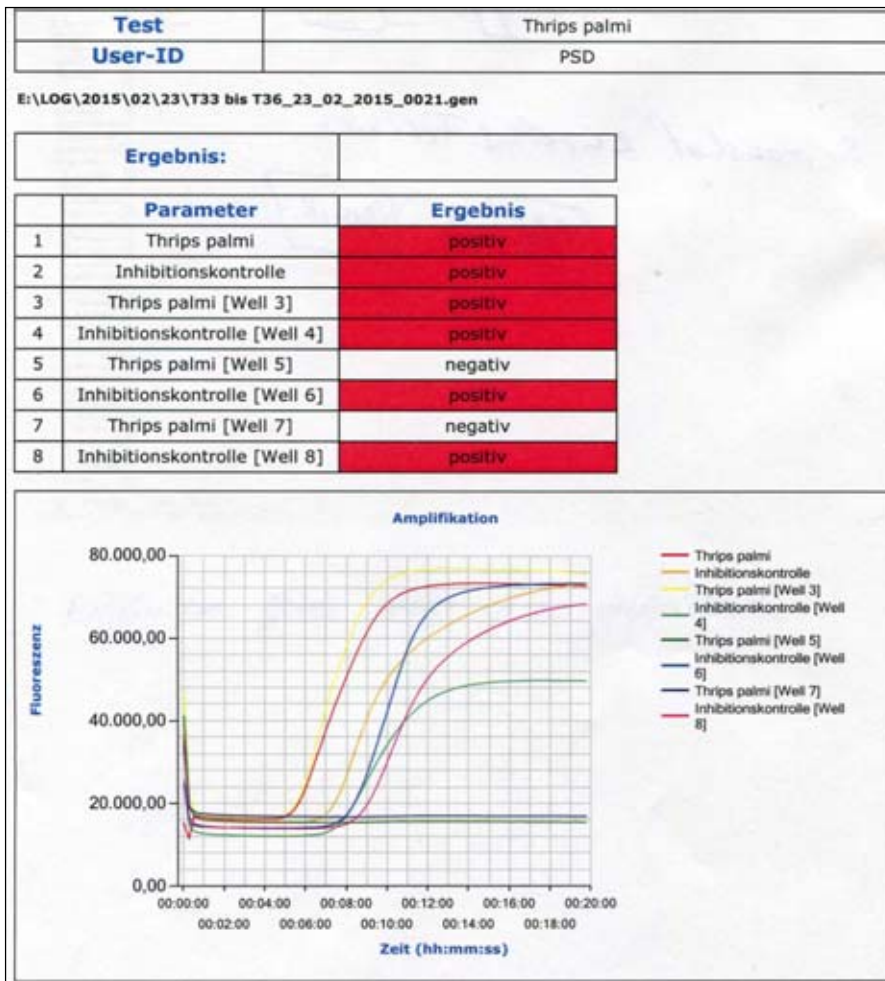 Test Thrips palmi
User-ID PSD
E:\LOG\2015\02\23\T33 bis T36_23_02_2015_0021.gen
Ergebnis:
Parameter Ergebnis
1 Thrips palmi positiv
2 Inhibitionskontrolle positiv
3 Thrips palmi [Well 3] positiv
4 Inhibitionskontrolle [Well 4] positiv
5 Thrips palmi [Well 5] negativ
6 Inhibitionskontrolle [Well 6] positiv
7 Thrips palmi [Well 7] negativ
8 Inhibitionskontrolle [Well 8] positiv
Amplifikation
80.000,00
60.000,00
40.000,00
20.000,00
0,00
Fluoreszenz
00:00:00 00:04:00 00:08:00 00:12:00 00:16:00 00:20:00
00:02:00 00:06:00 00:10:00 00:14:00 00:18:00
Zeit (hh:mm:ss)
Thrips palmi
Inhibitionskontrolle
Thrips palmi [Well 3]
Inhibitionskontrolle [Well
4]
Thrips palmi [Well 5]
Inhibitionskontrolle [Well
6]
Thrips palmi [Well 7]
Inhibitionskontrolle [Well
8]